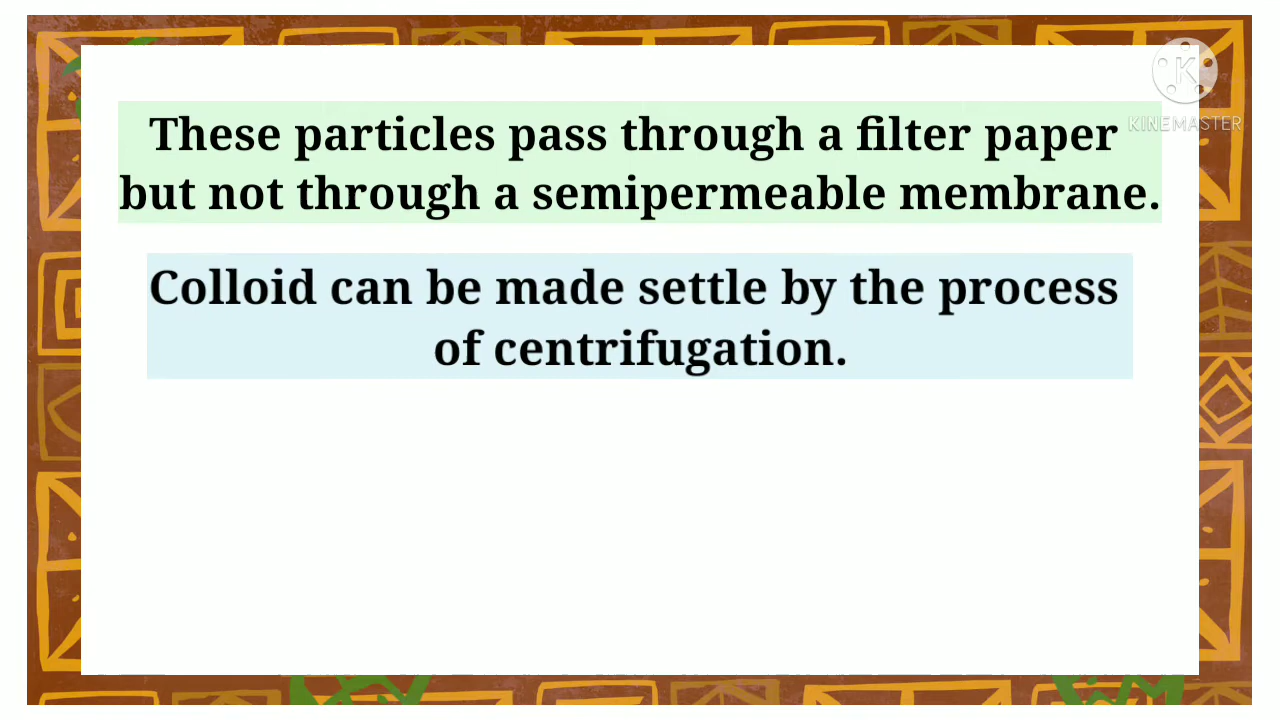 K
KINEMASTER
These particles pass through a filter paper
but not through a semipermeable membrane.
Colloid can be made settle by the process
of centrifugation.